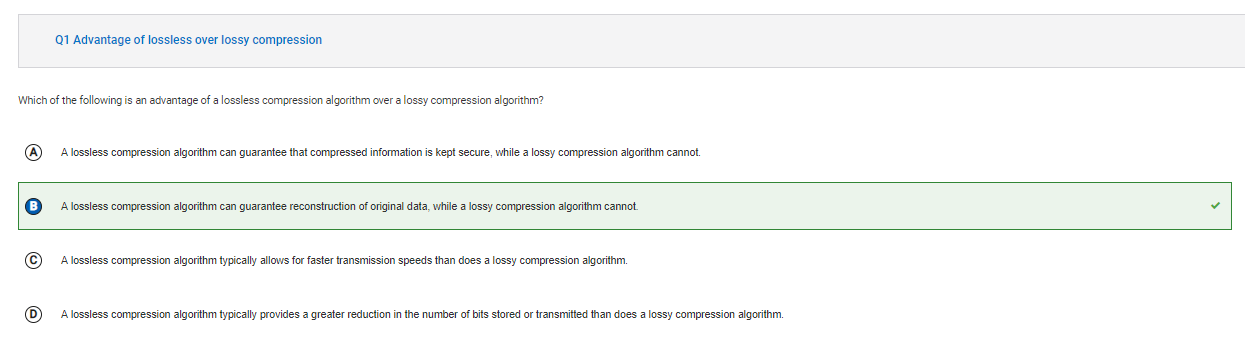 Q1 Advantage of lossless over lossy compression
Which of the following is an advantage of a lossless compression algorithm over a lossy compression algorithm?
A A lossless compression algorithm can guarantee that compressed information is kept secure, while a lossy compression algorithm cannot.
B A lossless compression algorithm can guarantee reconstruction of original data, while a lossy compression algorithm cannot.
C A lossless compression algorithm typically allows for faster transmission speeds than does a lossy compression algorithm.
D A lossless compression algorithm typically provides a greater reduction in the number of bits stored or transmitted than does a lossy compression algorithm.